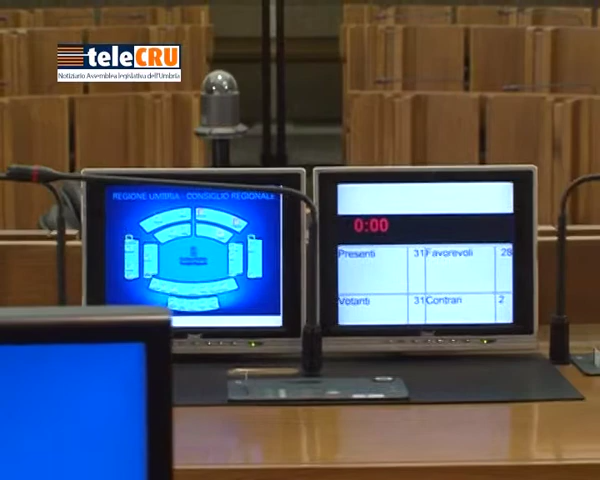 teleCRU
Notiziario Assemblea legislativa dell'Umbria
REGIONE UMBRIA - CONSIGLIO REGIONALE
0:00
Presenti 31 Favorevoli 28
Votanti 31 Contrari 2